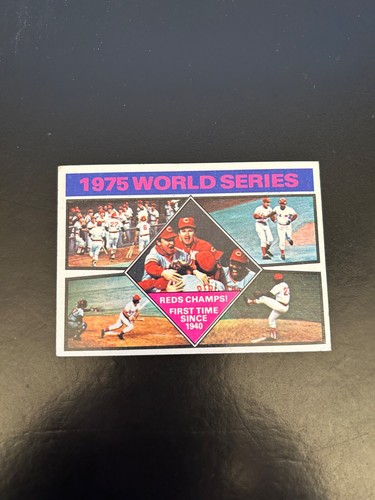 1975 WORLD SERIES
REDS CHAMPS!
FIRST TIME
SINCE
1940